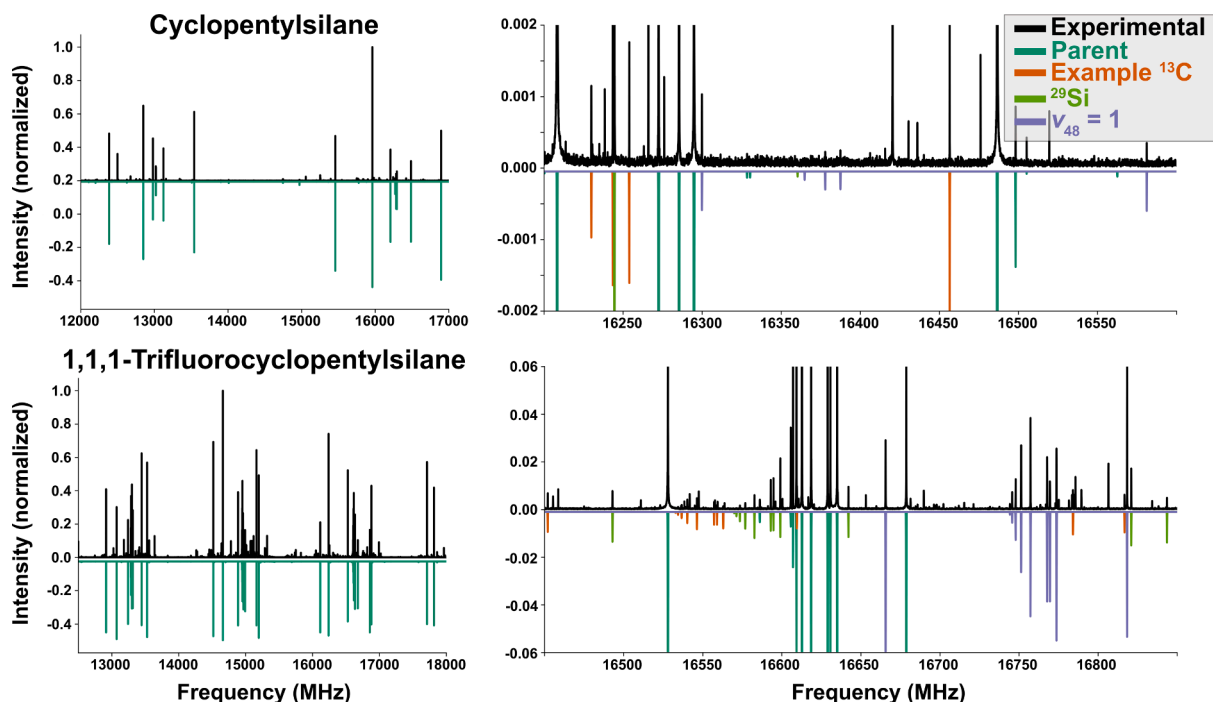 Cyclopentylsilane
Intensity (normalized)
1.0
0.8
0.6
0.4
0.2
0.0
-0.2
-0.4
12000 13000 14000 15000 16000 17000
0.002
0.001
0.000
-0.001
-0.002
16250 16300 16350 16400 16450 16500 16550
Experimental
Parent
Example ¹³C
²⁹Si
ν₄₈ = 1
1,1,1-Trifluorocyclopentylsilane
Intensity (normalized)
1.0
0.8
0.6
0.4
0.2
0.0
-0.2
-0.4
13000 14000 15000 16000 17000 18000
Frequency (MHz)
0.06
0.04
0.02
0.00
-0.02
-0.04
-0.06
16500 16550 16600 16650 16700 16750 16800
Frequency (MHz)